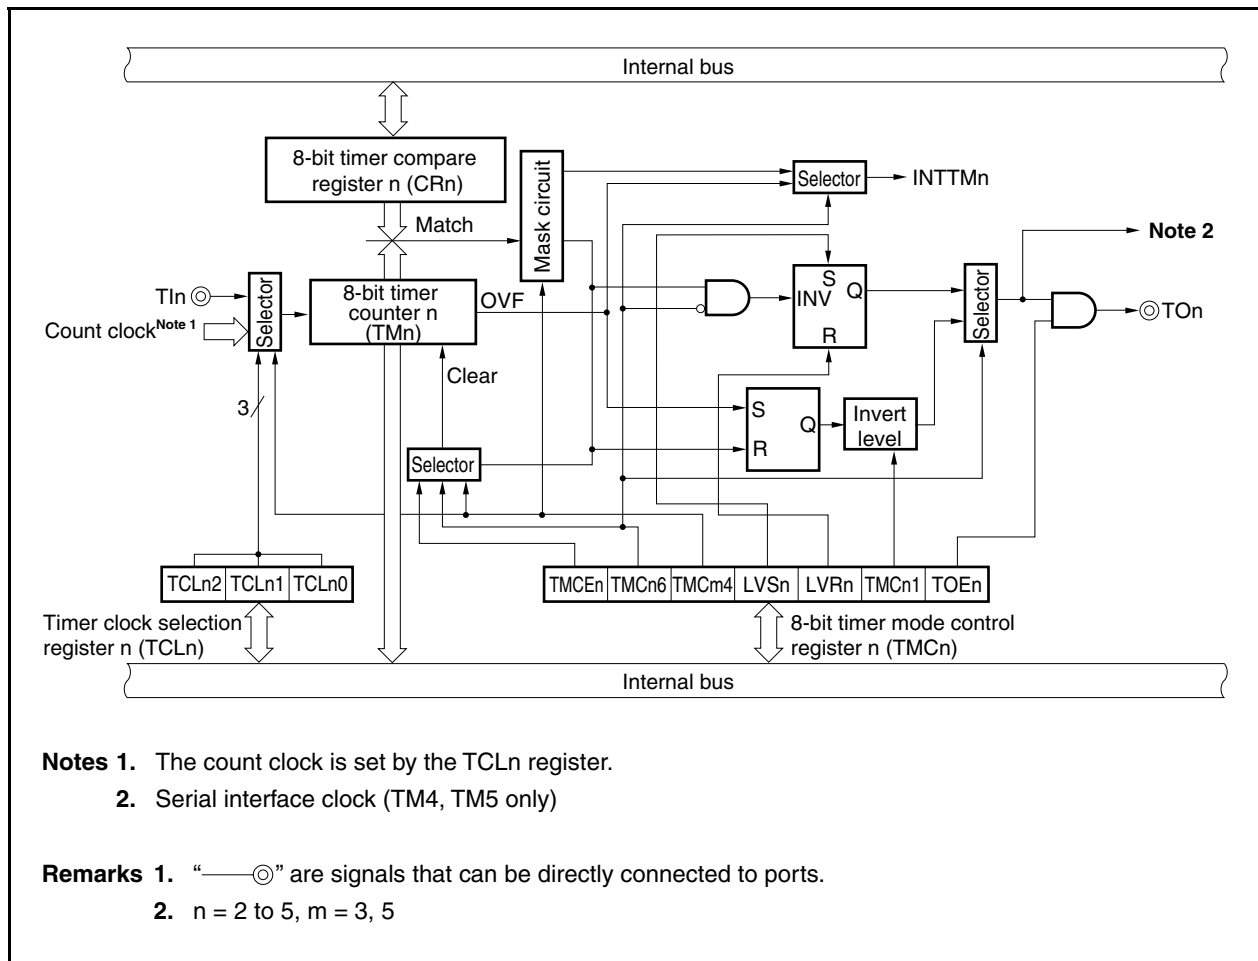 Internal bus
8-bit timer compare
register n (CRn)
Mask circuit
Selector
INTTMn
Match
Note 2
TIn
Selector
8-bit timer
counter n
(TMn)
OVF
S
INV
Q
R
Selector
TOn
Count clock Note 1
Clear
3
S
Q
R
Invert
level
Selector
TCLn2 TCLn1 TCLn0
TMCEn TMCn6 TMCm4 LVSn LVRn TMCn1 TOEn
Timer clock selection
register n (TCLn)
8-bit timer mode control
register n (TMCn)
Internal bus
Notes 1. The count clock is set by the TCLn register.
2. Serial interface clock (TM4, TM5 only)
Remarks 1. “——◎” are signals that can be directly connected to ports.
2. n = 2 to 5, m = 3, 5